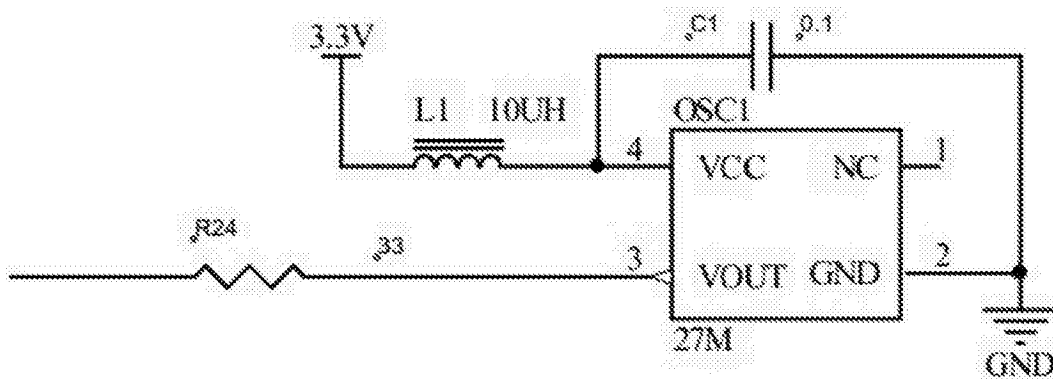 C1 0.1
3.3V
L1 10UH
OSC1
4 VCC NC 1
R24 33
3 VOUT GND 2
27M
GND